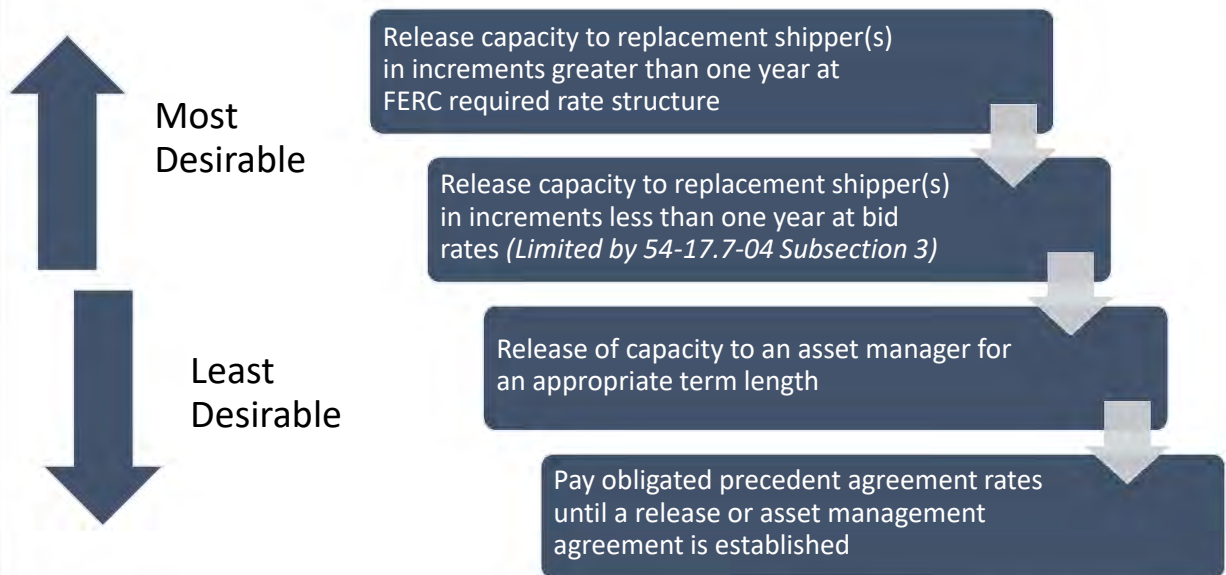 Most
Desirable
Release capacity to replacement shipper(s)
in increments greater than one year at
FERC required rate structure
Release capacity to replacement shipper(s)
in increments less than one year at bid
rates (Limited by 54-17.7-04 Subsection 3)
Least
Desirable
Release of capacity to an asset manager for
an appropriate term length
Pay obligated precedent agreement rates
until a release or asset management
agreement is established